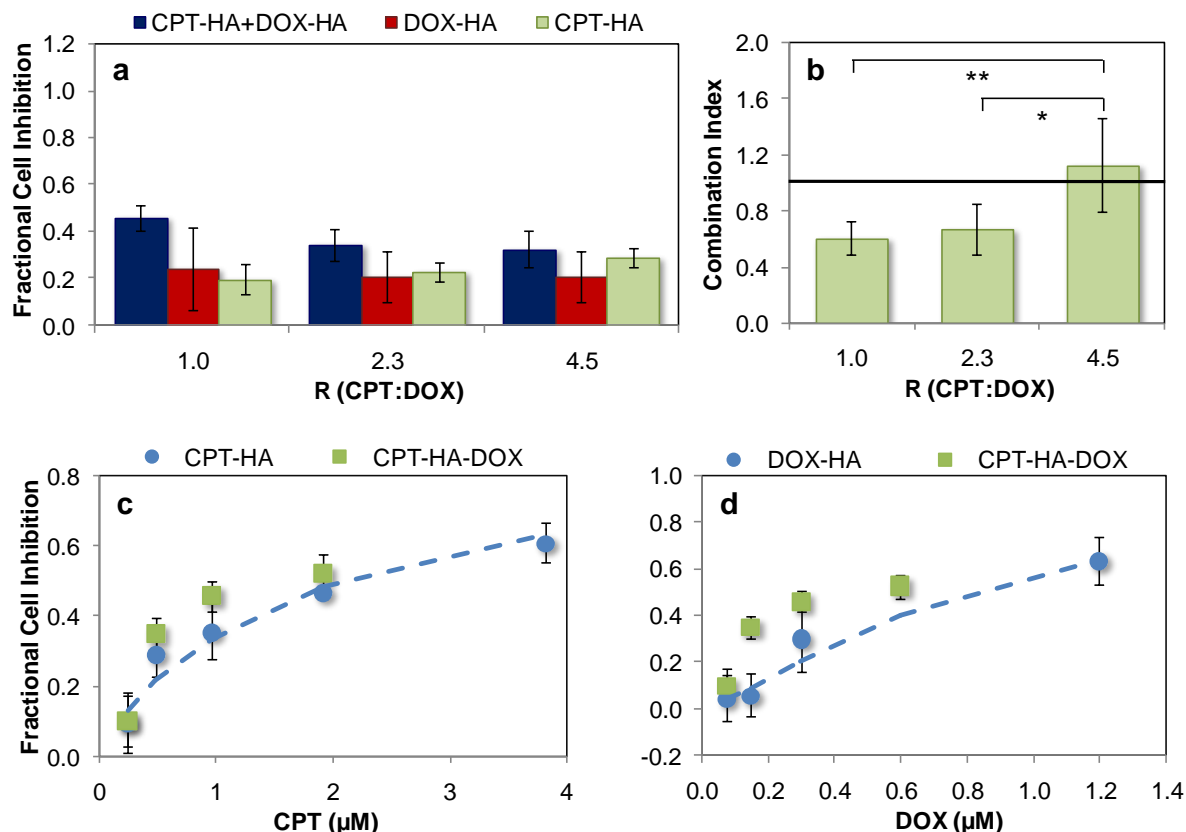 CPT-HA+DOX-HA DOX-HA CPT-HA
a
Fractional Cell Inhibition
1.2
1.0
0.8
0.6
0.4
0.2
0.0
1.0 2.3 4.5
R (CPT:DOX)
b
Combination Index
2.0
1.6
1.2
0.8
0.4
0.0
**
*
1.0 2.3 4.5
R (CPT:DOX)
CPT-HA CPT-HA-DOX
c
Fractional Cell Inhibition
0.8
0.6
0.4
0.2
0.0
0 1 2 3 4
CPT (µM)
DOX-HA CPT-HA-DOX
d
1.0
0.8
0.6
0.4
0.2
0.0
-0.2
0.0 0.2 0.4 0.6 0.8 1.0 1.2 1.4
DOX (µM)